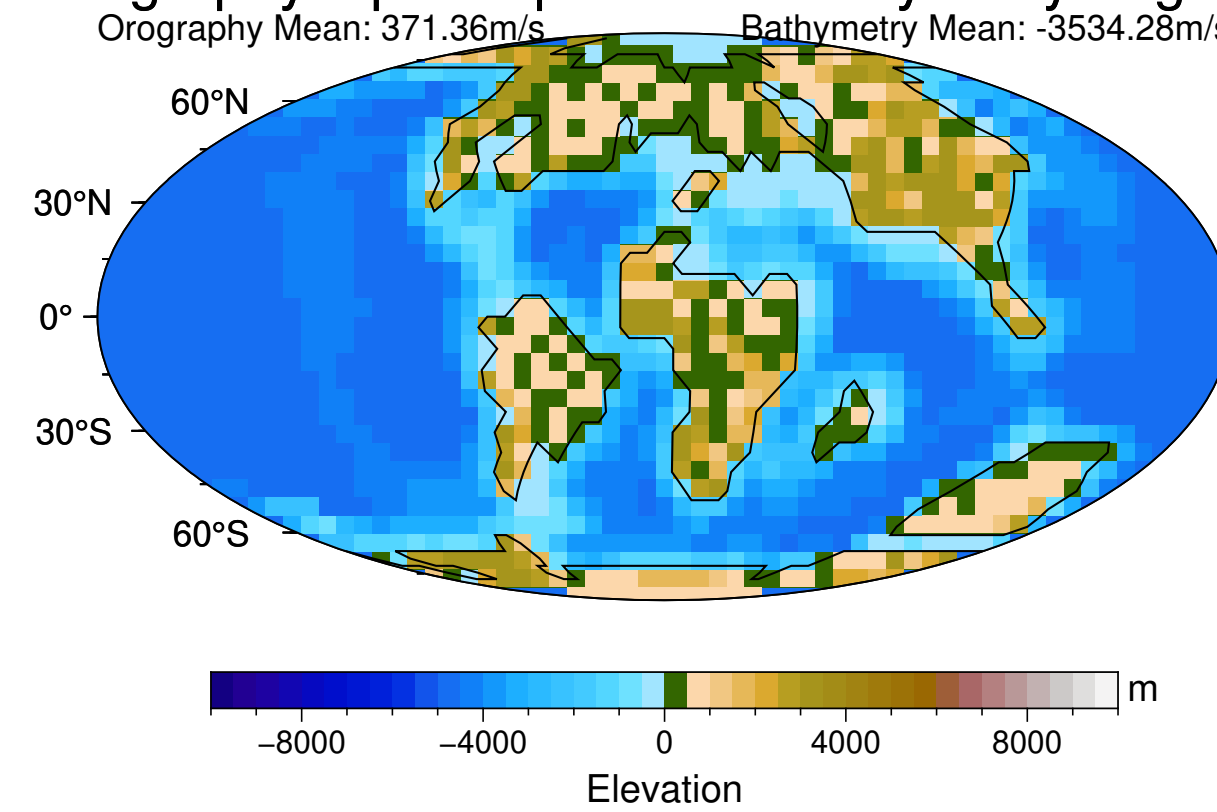 Orography Mean: 371.36m/s Bathymetry Mean: -3534.28m/s
60°N
30°N
0°
30°S
60°S
m
−8000 −4000 0 4000 8000
Elevation